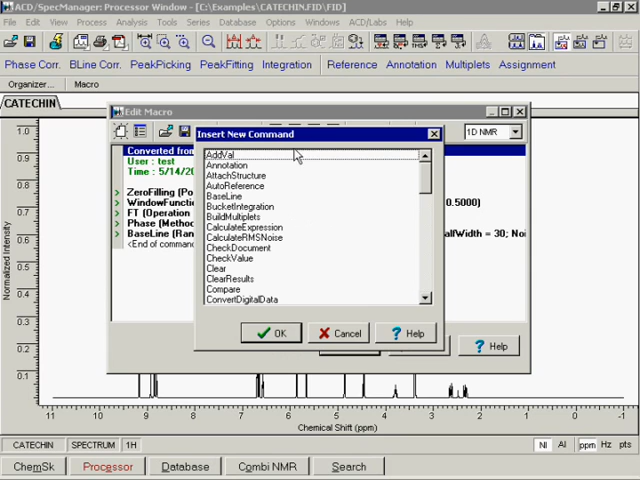 ACD/SpecManager: Processor Window - [C:\Examples\CATECHIN.FID\FID]
File Edit View Process Analysis Tools Series Database Options Windows ACD/Labs Help
Phase Corr. BLine Corr. PeakPicking PeakFitting Integration Reference Annotation Multiplets Assignment
Organizer... Macro
CATECHIN
Edit Macro
1D NMR
Converted from
User : test
Time : 5/14/20
ZeroFilling (Po
WindowFunctio
0.5000)
FT (Operation
Phase (Method
BaseLine (Ran
alfWidth = 30; Noi
<End of comman
Insert New Command
AddVal
Annotation
AttachStructure
AutoReference
BaseLine
BucketIntegration
BuildMultiplets
CalculateExpression
CalculateRMSNoise
CheckDocument
CheckValue
Clear
ClearResults
Compare
ConvertDigitalData
OK Cancel Help
Help
Normalized Intensity
1.0
0.9
0.8
0.7
0.6
0.5
0.4
0.3
0.2
0.1
11 10 9 8 7 6 5 4 3 2 1 0 -1
Chemical Shift (ppm)
CATECHIN SPECTRUM 1H NI AI ppm Hz pts
ChemSk Processor Database Combi NMR Search